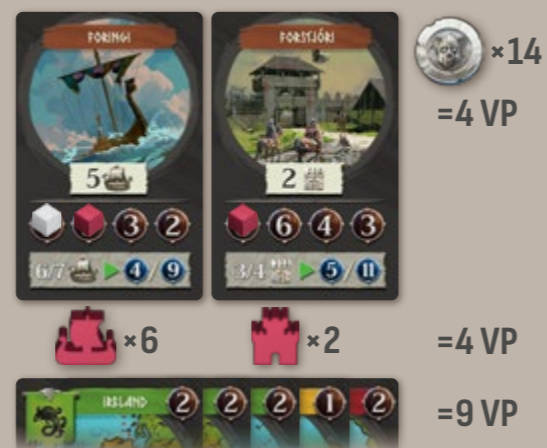 FORINGI
FORSTJÓRI
×14
=4 VP
5
2
3 2
6 4 3
6/7 4/9
3/4 5/11
×6
×2
=4 VP
IRELAND 2 2 2 1 2
=9 VP